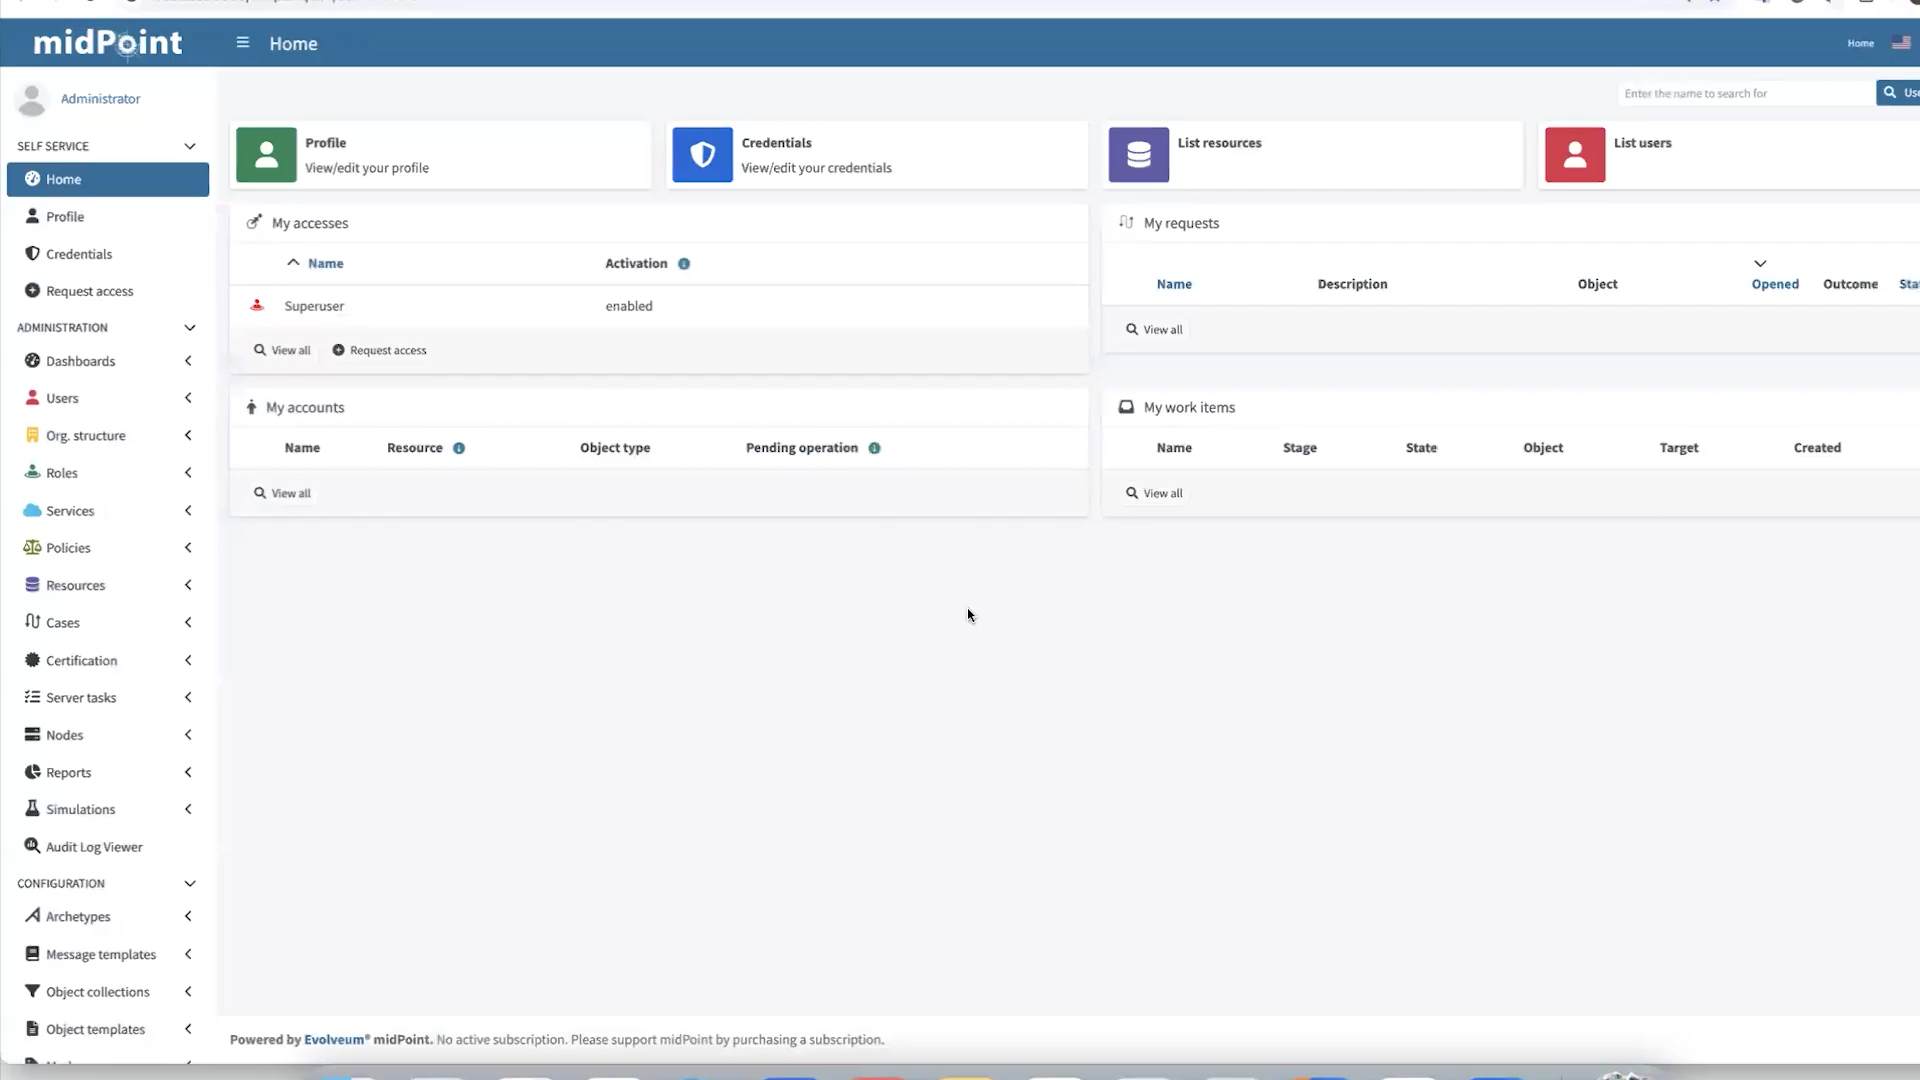 midPoint
Home
Home
Administrator
Enter the name to search for
SELF SERVICE
Home
Profile
Credentials
Request access
ADMINISTRATION
Dashboards
Users
Org. structure
Roles
Services
Policies
Resources
Cases
Certification
Server tasks
Nodes
Reports
Simulations
Audit Log Viewer
CONFIGURATION
Archetypes
Message templates
Object collections
Object templates
Profile
View/edit your profile
Credentials
View/edit your credentials
List resources
List users
My accesses
Name Activation
Superuser enabled
View all Request access
My requests
Name Description Object Opened Outcome
View all
My accounts
Name Resource Object type Pending operation
View all
My work items
Name Stage State Object Target Created
View all
Powered by Evolveum® midPoint. No active subscription. Please support midPoint by purchasing a subscription.